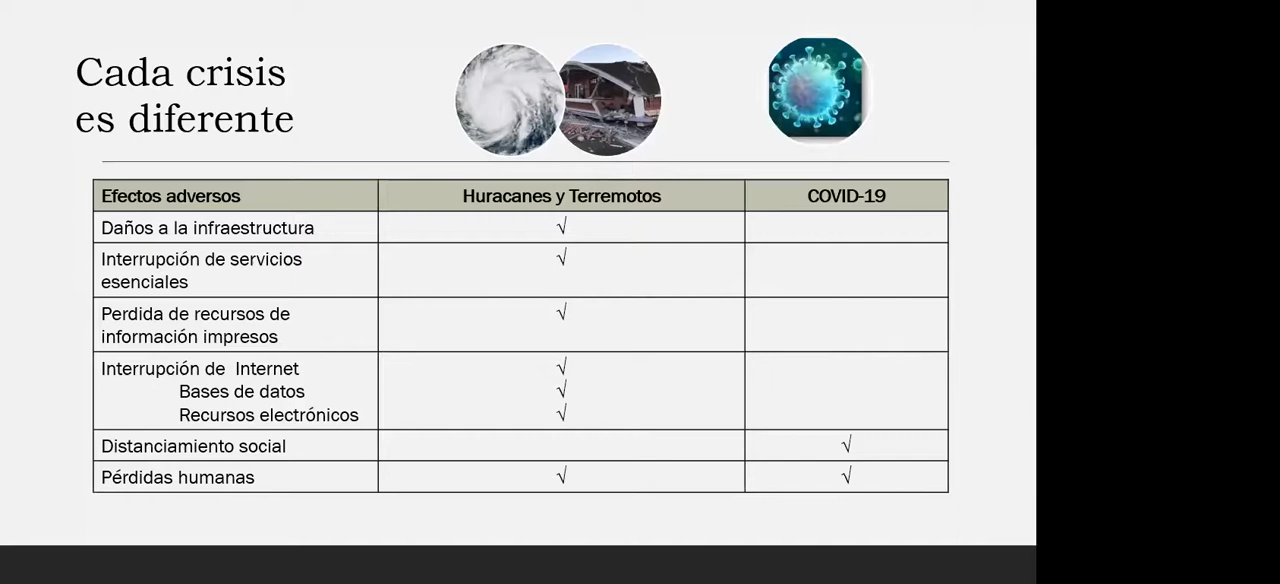 Cada crisis
es diferente
Efectos adversos Huracanes y Terremotos COVID-19
Daños a la infraestructura √
Interrupción de servicios √
esenciales
Perdida de recursos de √
información impresos
Interrupción de  Internet √
Bases de datos √
Recursos electrónicos √
Distanciamiento social √
Pérdidas humanas √ √